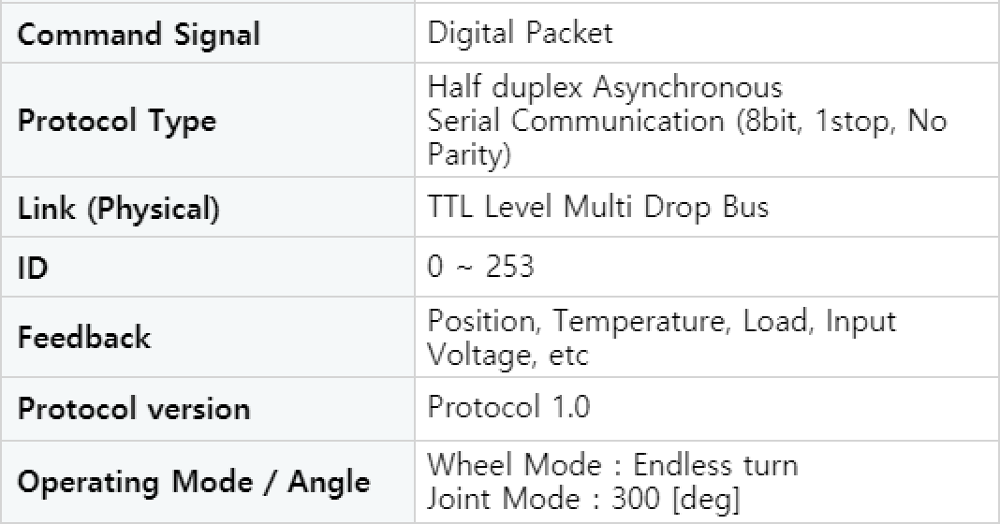 Command Signal
Digital Packet
Protocol Type
Half duplex Asynchronous
Serial Communication (8bit, 1stop, No
Parity)
Link (Physical)
TTL Level Multi Drop Bus
ID
0 ~ 253
Feedback
Position, Temperature, Load, Input
Voltage, etc
Protocol version
Protocol 1.0
Operating Mode / Angle
Wheel Mode : Endless turn
Joint Mode : 300 [deg]